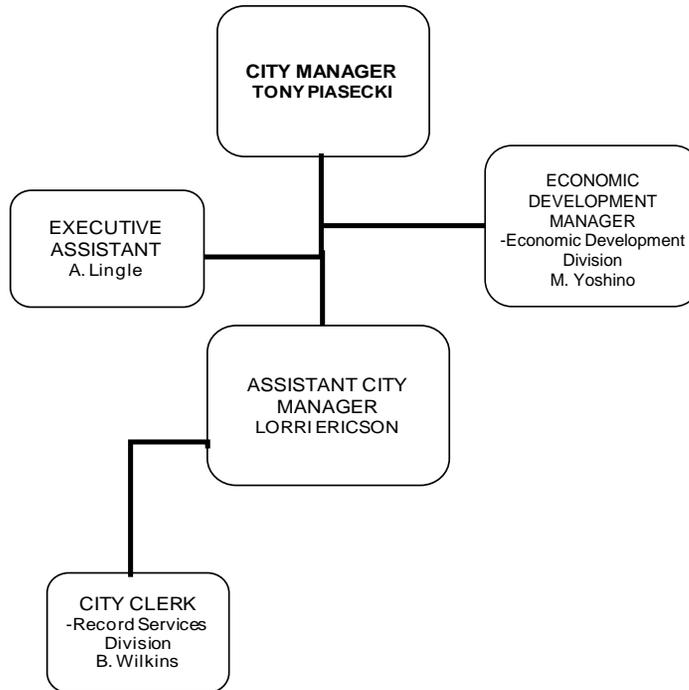 CITY MANAGER
TONY PIASECKI
EXECUTIVE
ASSISTANT
A. Lingle
ECONOMIC
DEVELOPMENT
MANAGER
-Economic Development
Division
M. Yoshino
ASSISTANT CITY
MANAGER
LORRI ERICSON
CITY CLERK
-Record Services
Division
B. Wilkins